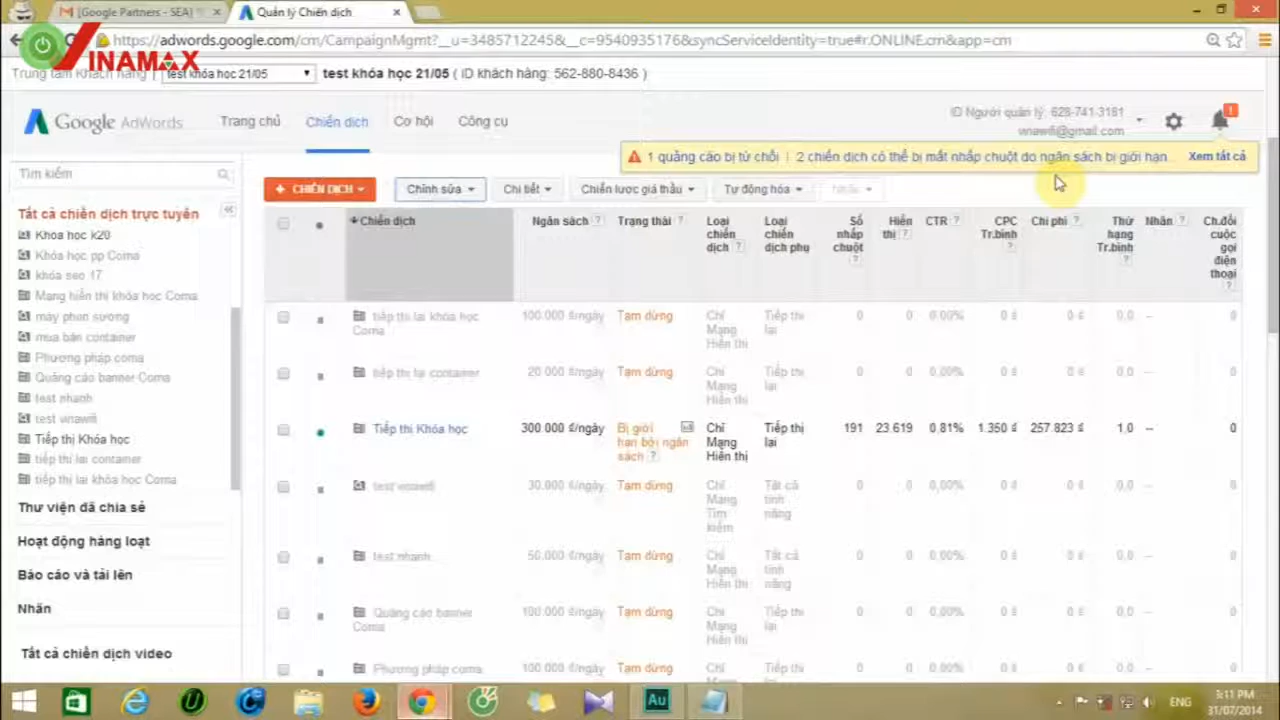 [Google Partners - SEA]
Quản lý Chiến dịch
https://adwords.google.com/cm/CampaignMgmt?__u=3485712245&__c=9540935176&syncServiceIdentity=true#r.ONLINE.cm&app=cm
VINAMAX
Trung tâm Khách hàng
test khóa học 21/05
test khóa học 21/05 ( ID khách hàng: 562-880-8436 )
Google AdWords
Trang chủ
Chiến dịch
Cơ hội
Công cụ
ID Người quản lý: 628-741-3181
wnawifi@gmail.com
1
1 quảng cáo bị từ chối | 2 chiến dịch có thể bị mất nhấp chuột do ngân sách bị giới hạn
Xem tất cả
Tìm kiếm
Tất cả chiến dịch trực tuyến
Khóa học k20
Khóa học pp Coma
khóa seo 17
Mạng hiển thị khóa học Coma
máy phun sương
mua bán container
Phương pháp coma
Quảng cáo banner Coma
test nhanh
test wnawifi
Tiếp thị Khóa học
tiếp thị lại container
tiếp thị lại khóa học Coma
Thư viện đã chia sẻ
Hoạt động hàng loạt
Báo cáo và tải lên
Nhãn
Tất cả chiến dịch video
+ CHIẾN DỊCH
Chỉnh sửa
Chi tiết
Chiến lược giá thầu
Tự động hóa
Nhãn
Chiến dịch
Ngân sách ?
Trạng thái ?
Loại chiến dịch ?
Loại chiến dịch phụ
Số nhấp chuột ?
Hiển thị ?
CTR ?
CPC Tr.bình ?
Chi phí ?
Thứ hạng Tr.bình ?
Nhãn ?
Ch.đổi cuộc gọi điện thoại ?
tiếp thị lại khóa học Coma 100.000 ₫/ngày Tạm dừng Chỉ Mạng Hiển thị Tiếp thị lại 0 0 0,00% 0 ₫ 0 ₫ 0,0 -- 0
tiếp thị lại container 20.000 ₫/ngày Tạm dừng Chỉ Mạng Hiển thị Tiếp thị lại 0 0 0,00% 0 ₫ 0 ₫ 0,0 -- 0
Tiếp thị Khóa học 300.000 ₫/ngày Bị giới hạn bởi ngân sách ? Chỉ Mạng Hiển thị Tiếp thị lại 191 23.619 0,81% 1.350 ₫ 257.823 ₫ 1,0 -- 0
test wnawifi 30.000 ₫/ngày Tạm dừng Chỉ Mạng Tìm kiếm Tất cả tính năng 0 0 0,00% 0 ₫ 0 ₫ 0,0 -- 0
test nhanh 50.000 ₫/ngày Tạm dừng Chỉ Mạng Hiển thị Tất cả tính năng 0 0 0,00% 0 ₫ 0 ₫ 0,0 -- 0
Quảng cáo banner Coma 100.000 ₫/ngày Tạm dừng Chỉ Mạng Hiển thị Tiếp thị lại 0 0 0,00% 0 ₫ 0 ₫ 0,0 -- 0
Phương pháp coma 100.000 ₫/ngày Tạm dừng Chỉ Mạng Tiếp thị lại 0 0 0,00% 0 ₫ 0 ₫ 0,0 -- 0
Au
ENG
3:11 PM
31/07/2014